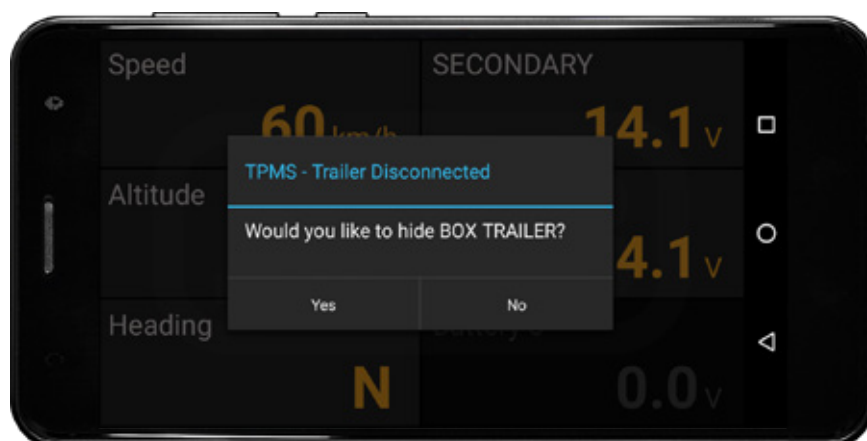 Speed
60 km/h
SECONDARY
14.1 V
TPMS - Trailer Disconnected
Would you like to hide BOX TRAILER?
Yes
No
Altitude
4.1 V
Heading
N
0.0 V